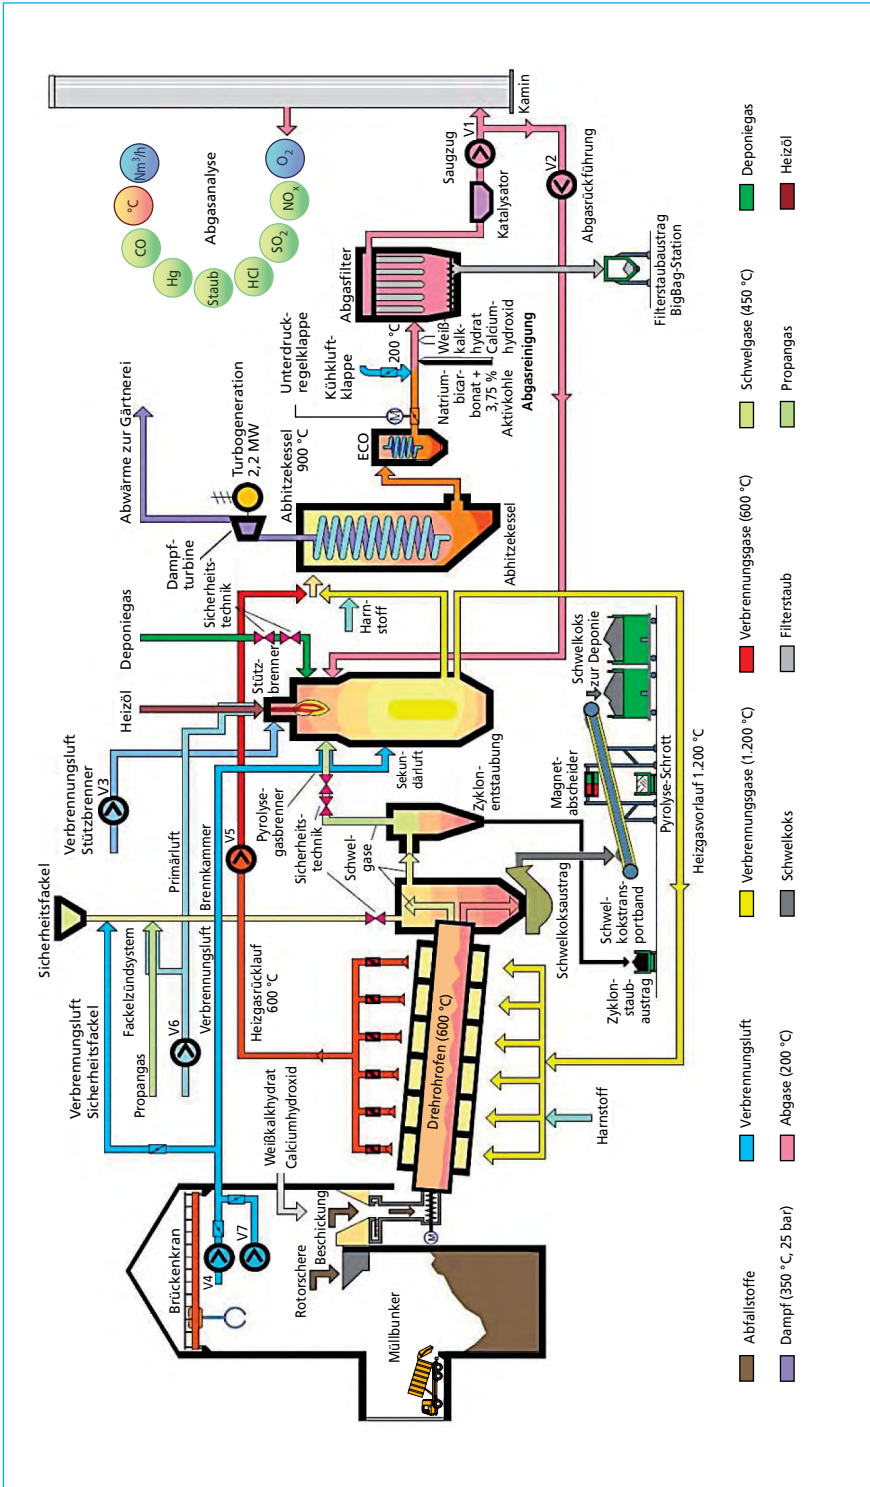 Müllbunker
Brückenkran
V4
V7
Rotorschere
Beschickung
Weißkalkhydrat
Calciumhydroxid
M
Verbrennungsluft
Sicherheitsfackel
Propangas
V6
Fackelzündsystem
Sicherheitsfackel
Primärluft
Verbrennungsluft
Brennkammer
Heizgasrücklauf
600 °C
V5
Verbrennungsluft
Stützbrenner
V3
Drehrohrofen (600 °C)
Harnstoff
Schwelkoksaustrag
Schwel-
gase
Sicherheits-
technik
Pyrolyse-
gasbrenner
Sekun-
därluft
Zyklon-
entstaubung
Zyklon-
staub-
austrag
Schwel-
kokstrans-
portband
Magnet-
abscheider
Pyrolyse-Schrott
Schwelkoks
zur Deponie
Heizgasvorlauf 1.200 °C
Heizöl
Deponiegas
Stütz-
brenner
Sicherheits-
technik
Harn-
stoff
Dampf-
turbine
Abwärme zur Gärtnerei
Turbogeneration
2,2 MW
Abhitzekessel
900 °C
Abhitzekessel
ECO
M
Unterdruck-
regelklappe
Kühkluft-
klappe
200 °C
Natrium-
bicar-
bonat +
3,75 %
Aktivkohle
Weiß-
kalk-
hydrat
Calcium-
hydroxid
Abgasreinigung
Abgasfilter
Filterstaubaustrag
BigBag-Station
Katalysator
Saugzug
V1
V2
Abgasrückführung
Kamin
Abgasanalyse
Nm³/h
°C
CO
Hg
Staub
HCl
SO₂
NOₓ
O₂
Abfallstoffe
Verbrennungsluft
Verbrennungsgase (1.200 °C)
Verbrennungsgase (600 °C)
Schwelgase (450 °C)
Deponiegas
Dampf (350 °C, 25 bar)
Abgase (200 °C)
Schwelkoks
Filterstaub
Propangas
Heizöl